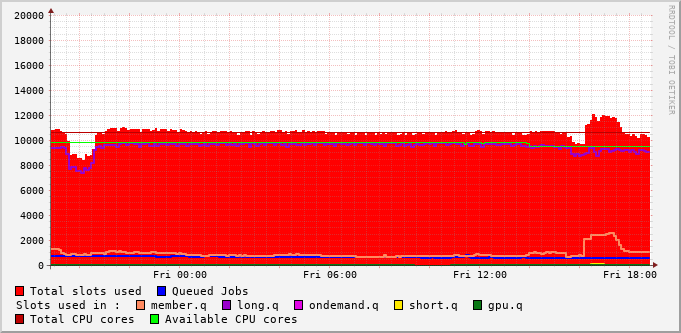 20000
18000
16000
14000
12000
10000
8000
6000
4000
2000
0
Fri 00:00 Fri 06:00 Fri 12:00 Fri 18:00
Total slots used Queued Jobs
Slots used in : member.q long.q ondemand.q short.q gpu.q
Total CPU cores Available CPU cores
RRDTOOL / TOBI OETIKER